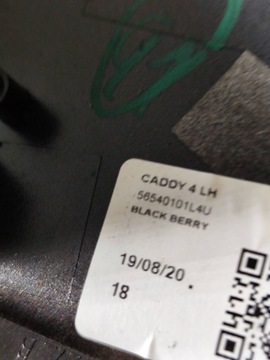 CADDY 4 LH
56540101L4U
BLACK BERRY
19/08/20 .
18